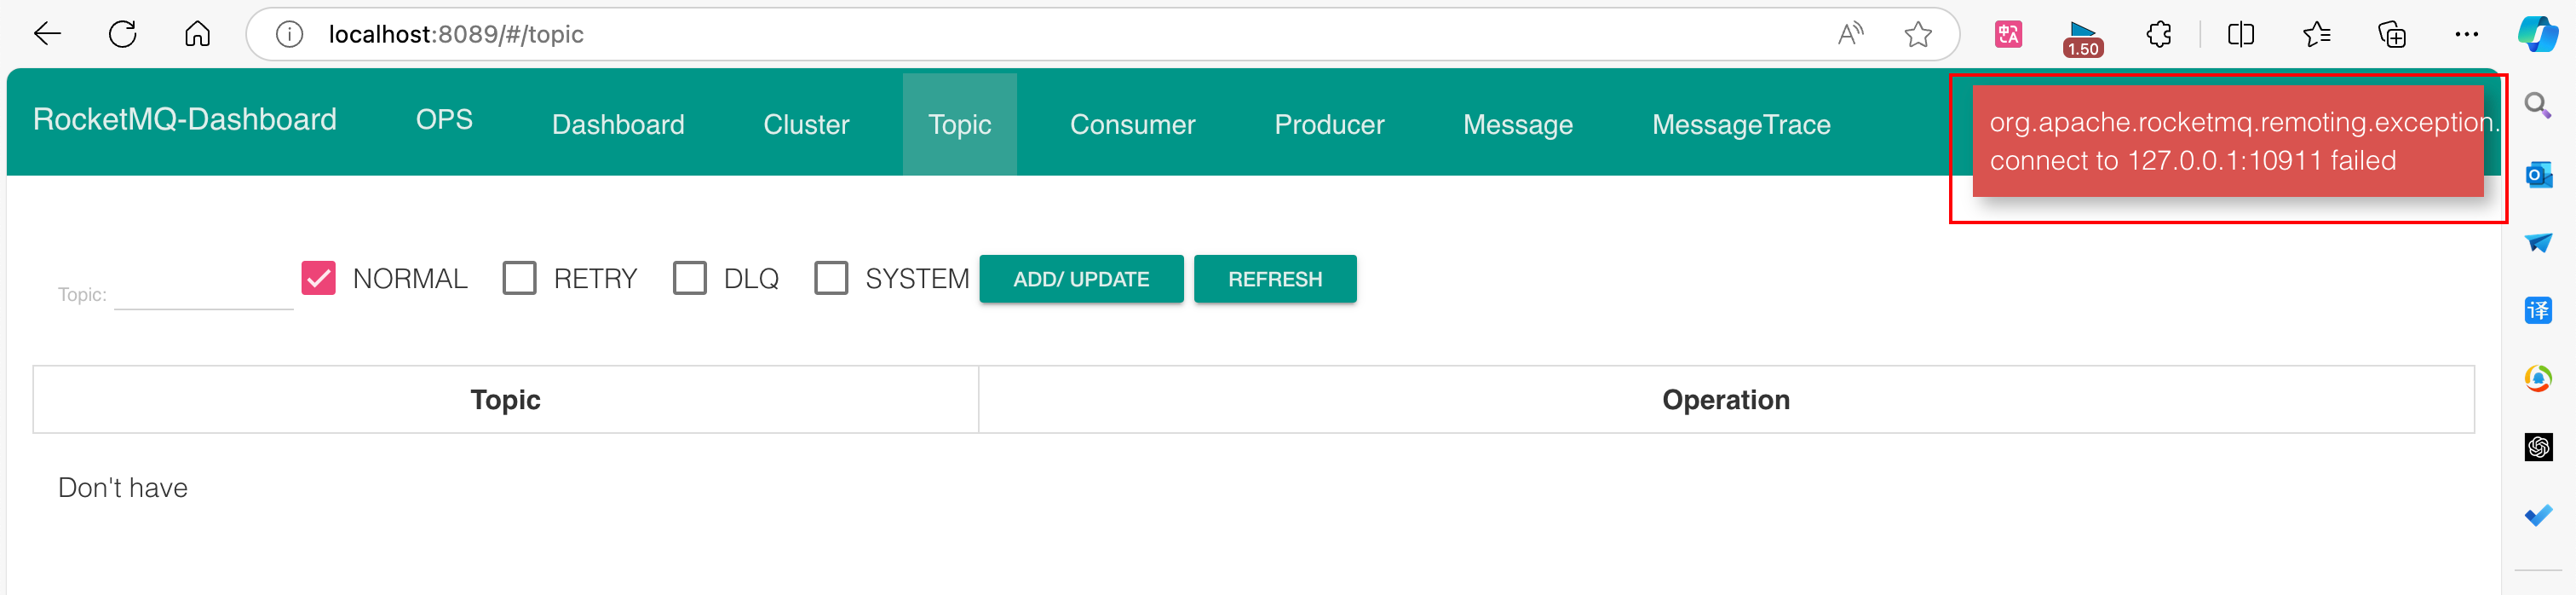 localhost:8089/#/topic
1.50
RocketMQ-Dashboard OPS Dashboard Cluster Topic Consumer Producer Message MessageTrace
org.apache.rocketmq.remoting.exception.
connect to 127.0.0.1:10911 failed
Topic: NORMAL RETRY DLQ SYSTEM ADD/ UPDATE REFRESH
Topic Operation
Don't have
译